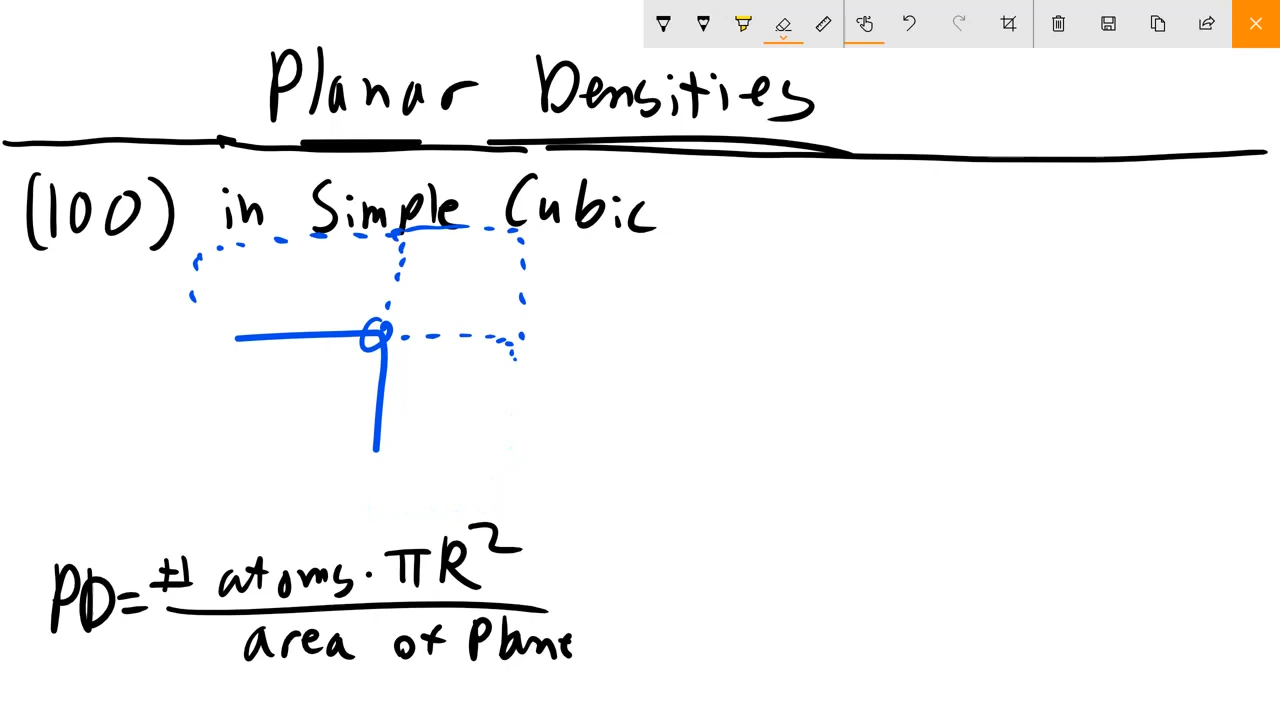 Planar Densities
(100) in Simple Cubic
PD = # atoms · πR²
area of Plane